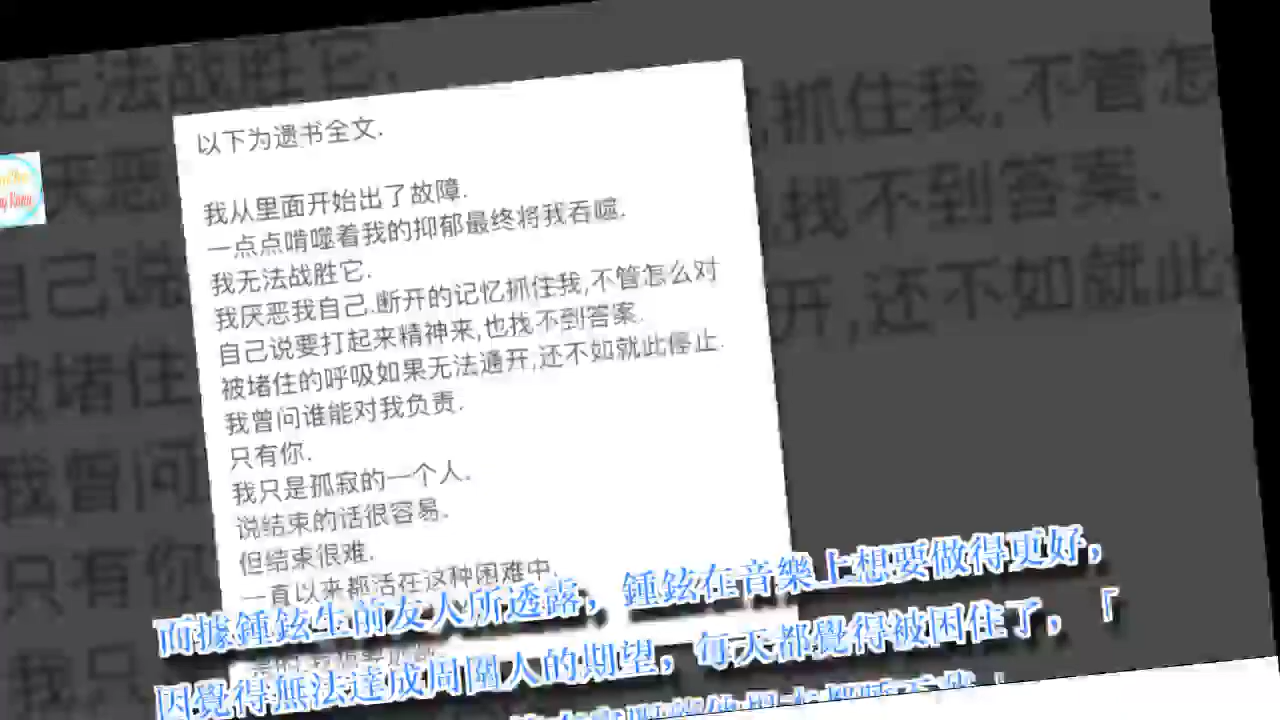 以下为遗书全文.
我从里面开始出了故障.
一点点啃噬着我的抑郁最终将我吞噬.
我无法战胜它.
我厌恶我自己.断开的记忆抓住我,不管怎么对
自己说要打起来精神来,也找不到答案.
被堵住的呼吸如果无法通开,还不如就此停止.
我曾问谁能对我负责.
只有你.
我只是孤寂的一个人.
说结束的话很容易.
但结束很难.
一直以来都活在这种困难中.
而據鍾鉉生前友人所透露，鍾鉉在音樂上想要做得更好，
因覺得無法達成周圍人的期望，每天都覺得被困住了，「